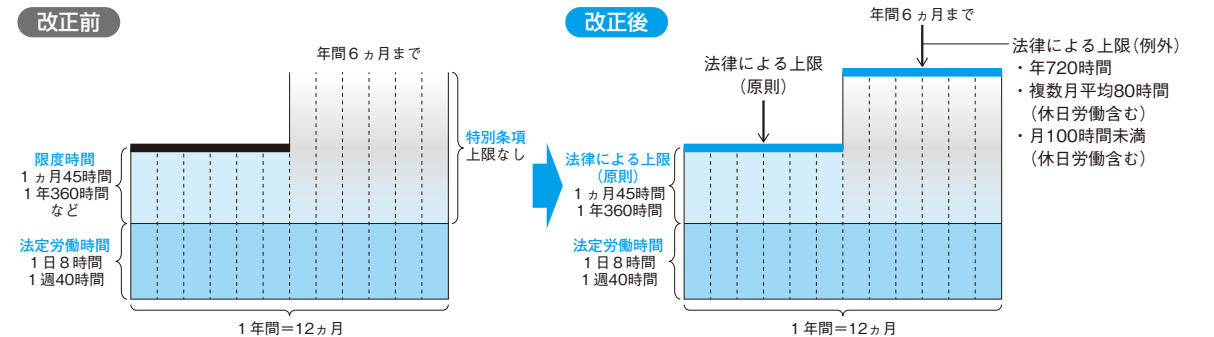 改正前
年間６ヵ月まで
限度時間
１ヵ月45時間
１年360時間
など
特別条項
上限なし
法定労働時間
１日８時間
１週40時間
１年間＝12ヵ月
改正後
年間６ヵ月まで
法律による上限
（原則）
法律による上限（例外）
・年720時間
・複数月平均80時間
（休日労働含む）
・月100時間未満
（休日労働含む）
法律による上限
（原則）
１ヵ月45時間
１年360時間
法定労働時間
１日８時間
１週40時間
１年間＝12ヵ月